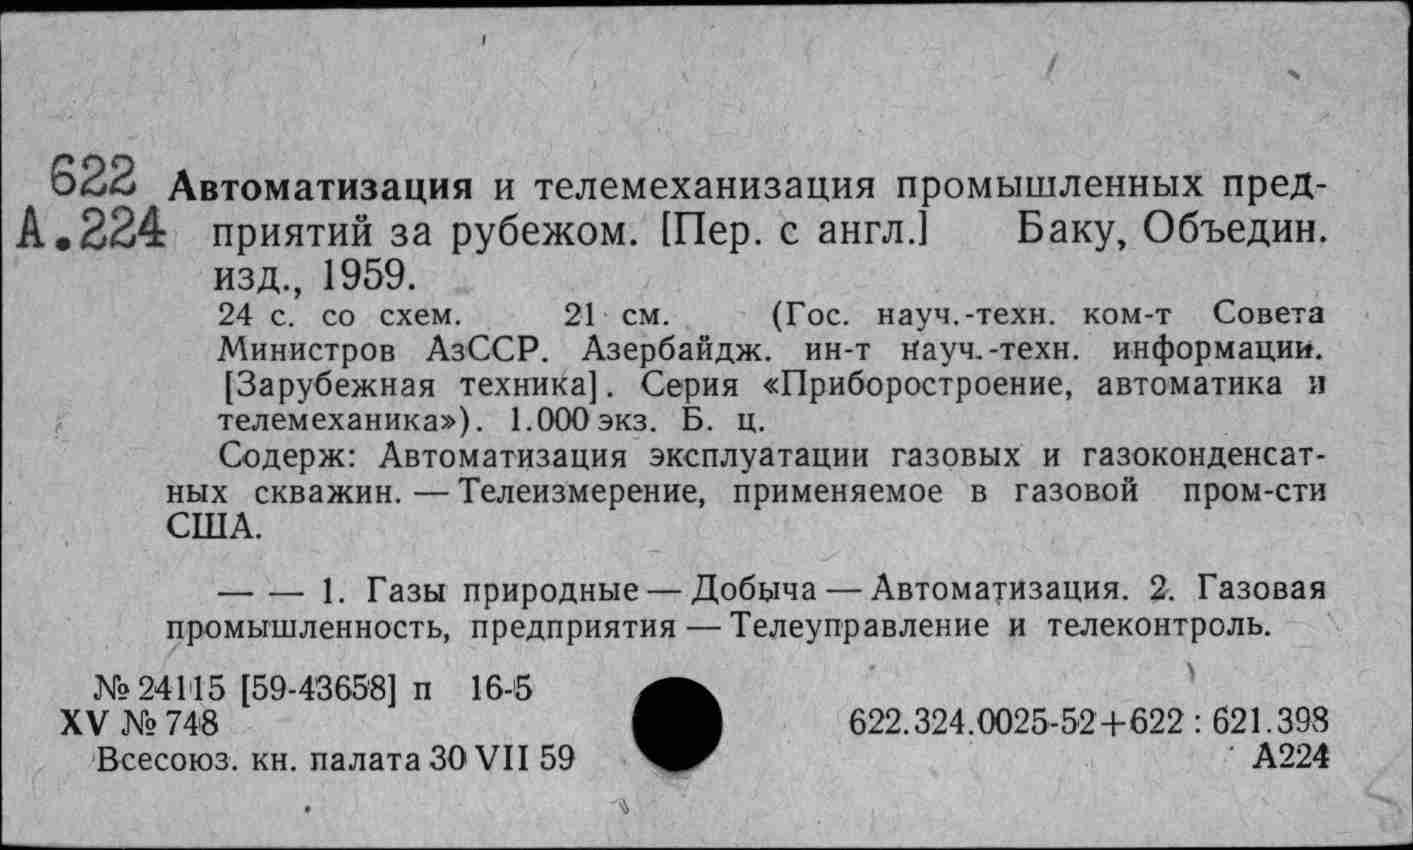 622 Автоматизация и телемеханизация промышленных пред-
А.224 приятий за рубежом. [Пер. с англ.] Баку, Объедин.
изд., 1959.
24 с. со схем. 21 см. (Гос. науч.-техн. ком-т Совета
Министров АзССР. Азербайдж. ин-т науч.-техн. информации.
[Зарубежная техника]. Серия «Приборостроение, автоматика и
телемеханика»). 1.000 экз. Б. ц.
Содерж: Автоматизация эксплуатации газовых и газоконденсат-
ных скважин. — Телеизмерение, применяемое в газовой пром-сти
США.
— — 1. Газы природные — Добыча — Автоматизация. 2. Газовая
промышленность, предприятия — Телеуправление и телеконтроль.
№ 24115 [59-43658] п 16-5
XV № 748
622.324.0025-52+622 : 621.398
Всесоюз. кн. палата 30 VII 59
А224